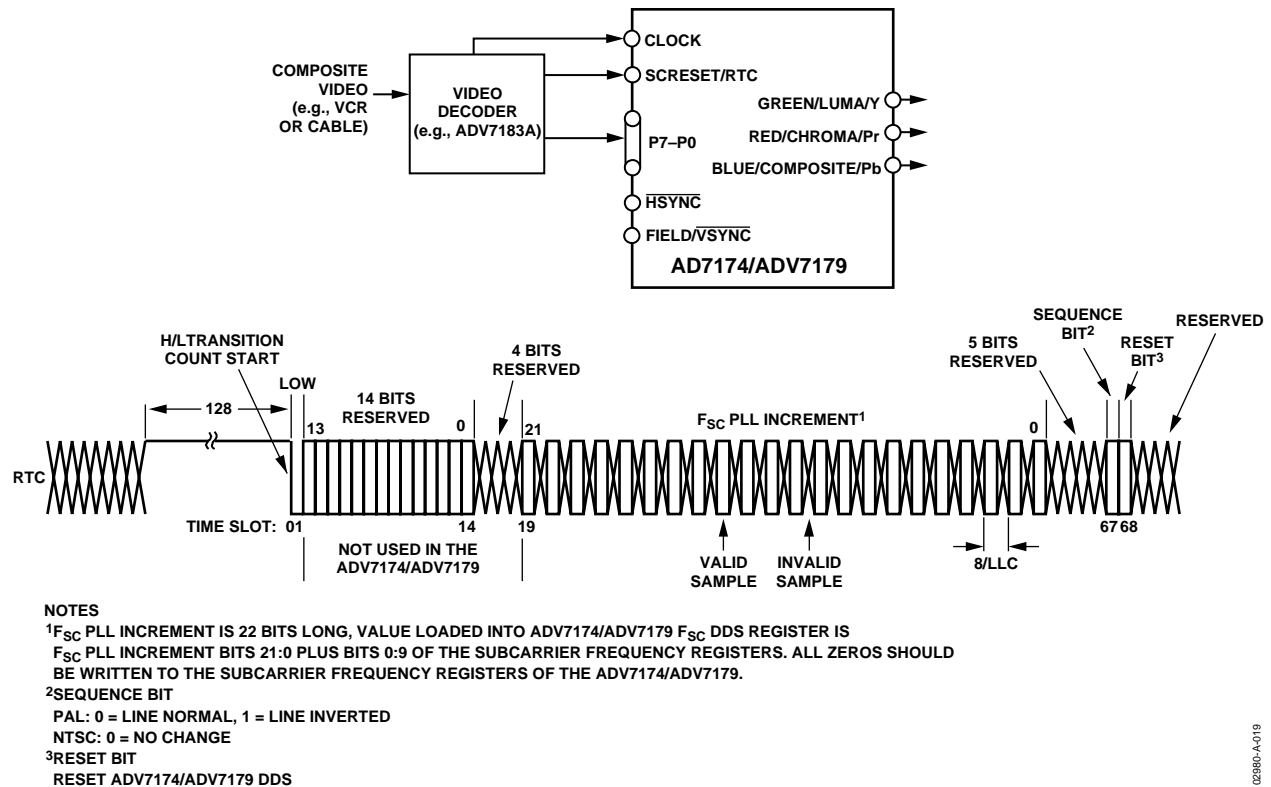 COMPOSITE
VIDEO
(e.g., VCR
OR CABLE)
VIDEO
DECODER
(e.g., ADV7183A)
CLOCK
SCRESET/RTC
P7–P0
HSYNC
FIELD/VSYNC
GREEN/LUMA/Y
RED/CHROMA/Pr
BLUE/COMPOSITE/Pb
AD7174/ADV7179
H/LTRANSITION
COUNT START
LOW
128
13
14 BITS
RESERVED
0
4 BITS
RESERVED
21
FSC PLL INCREMENT1
0
5 BITS
RESERVED
SEQUENCE
BIT2
RESET
BIT3
RESERVED
RTC
TIME SLOT: 01
14
19
67 68
NOT USED IN THE
ADV7174/ADV7179
VALID
SAMPLE
INVALID
SAMPLE
8/LLC
NOTES
1FSC PLL INCREMENT IS 22 BITS LONG, VALUE LOADED INTO ADV7174/ADV7179 FSC DDS REGISTER IS
FSC PLL INCREMENT BITS 21:0 PLUS BITS 0:9 OF THE SUBCARRIER FREQUENCY REGISTERS. ALL ZEROS SHOULD
BE WRITTEN TO THE SUBCARRIER FREQUENCY REGISTERS OF THE ADV7174/ADV7179.
2SEQUENCE BIT
PAL: 0 = LINE NORMAL, 1 = LINE INVERTED
NTSC: 0 = NO CHANGE
3RESET BIT
RESET ADV7174/ADV7179 DDS
02980-A-019